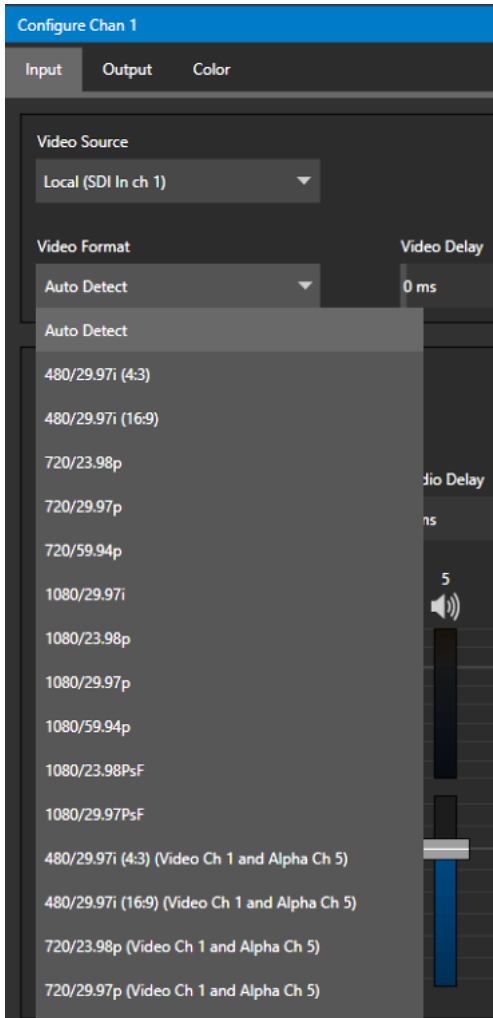 Configure Chan 1
Input Output Color
Video Source
Local (SDI In ch 1)
Video Format Video Delay
Auto Detect 0 ms
Auto Detect
480/29.97i (4:3)
480/29.97i (16:9)
720/23.98p
dio Delay
720/29.97p
ms
720/59.94p
5
1080/29.97i
1080/23.98p
1080/29.97p
1080/59.94p
1080/23.98PsF
1080/29.97PsF
480/29.97i (4:3) (Video Ch 1 and Alpha Ch 5)
480/29.97i (16:9) (Video Ch 1 and Alpha Ch 5)
720/23.98p (Video Ch 1 and Alpha Ch 5)
720/29.97p (Video Ch 1 and Alpha Ch 5)